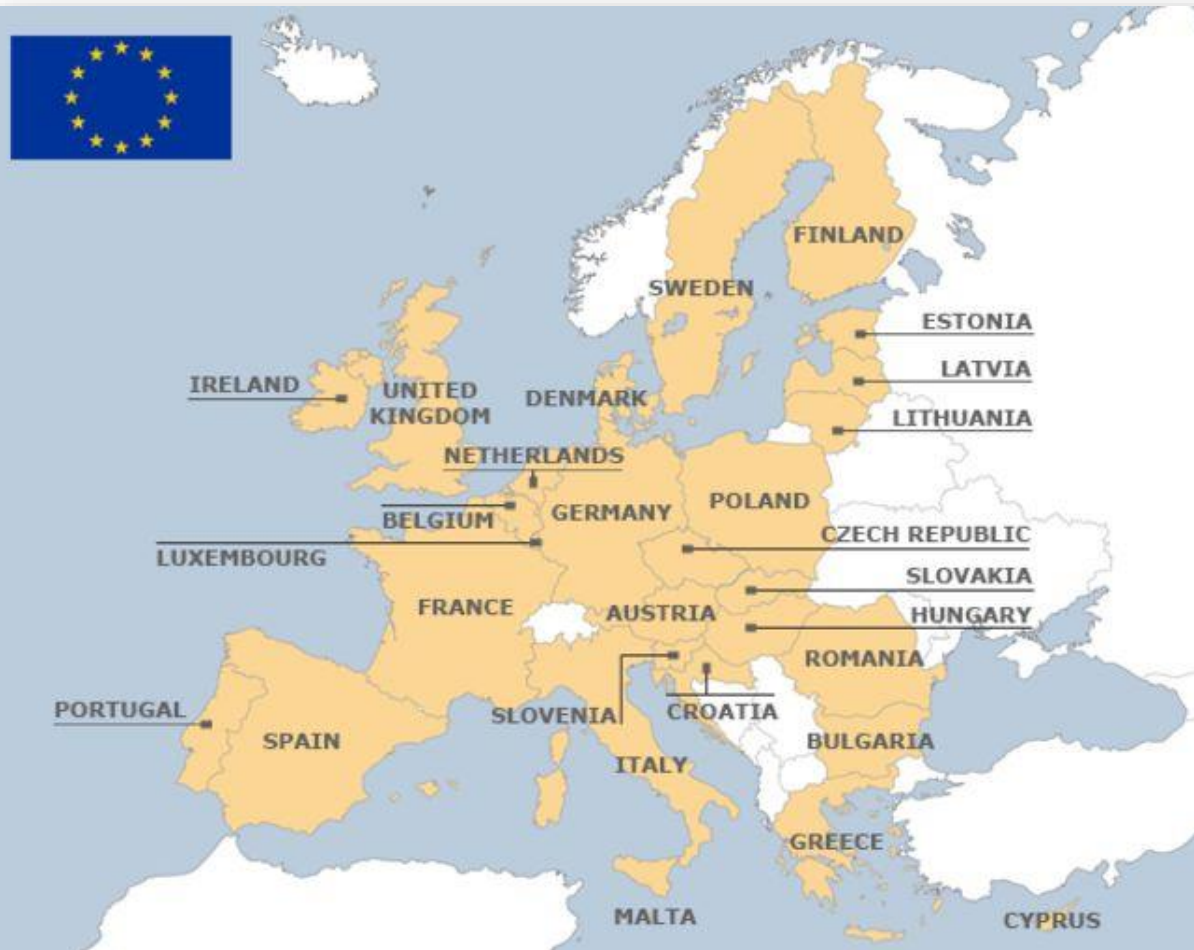 FINLAND
SWEDEN
ESTONIA
LATVIA
LITHUANIA
IRELAND
UNITED
KINGDOM
DENMARK
NETHERLANDS
BELGIUM
GERMANY
POLAND
LUXEMBOURG
CZECH REPUBLIC
SLOVAKIA
HUNGARY
FRANCE
AUSTRIA
ROMANIA
PORTUGAL
SPAIN
SLOVENIA
CROATIA
ITALY
BULGARIA
GREECE
MALTA
CYPRUS